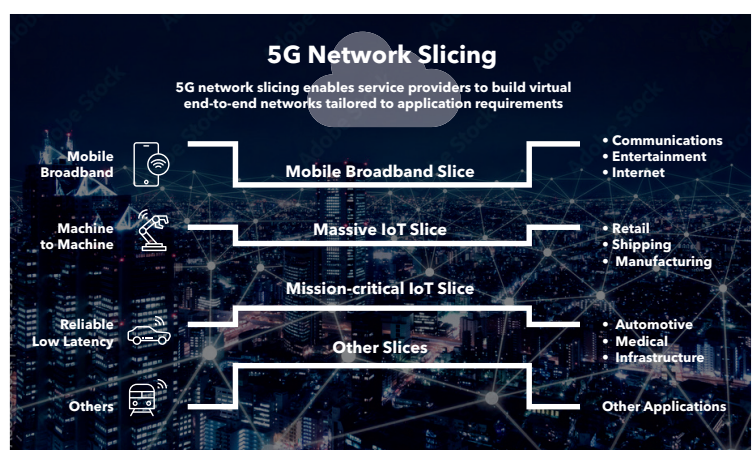 5G Network Slicing
5G network slicing enables service providers to build virtual
end-to-end networks tailored to application requirements
Mobile
Broadband
Mobile Broadband Slice
• Communications
• Entertainment
• Internet
Machine
to Machine
Massive IoT Slice
• Retail
• Shipping
• Manufacturing
Mission-critical IoT Slice
Reliable
Low Latency
• Automotive
• Medical
• Infrastructure
Other Slices
Others
Other Applications
Adobe Stock